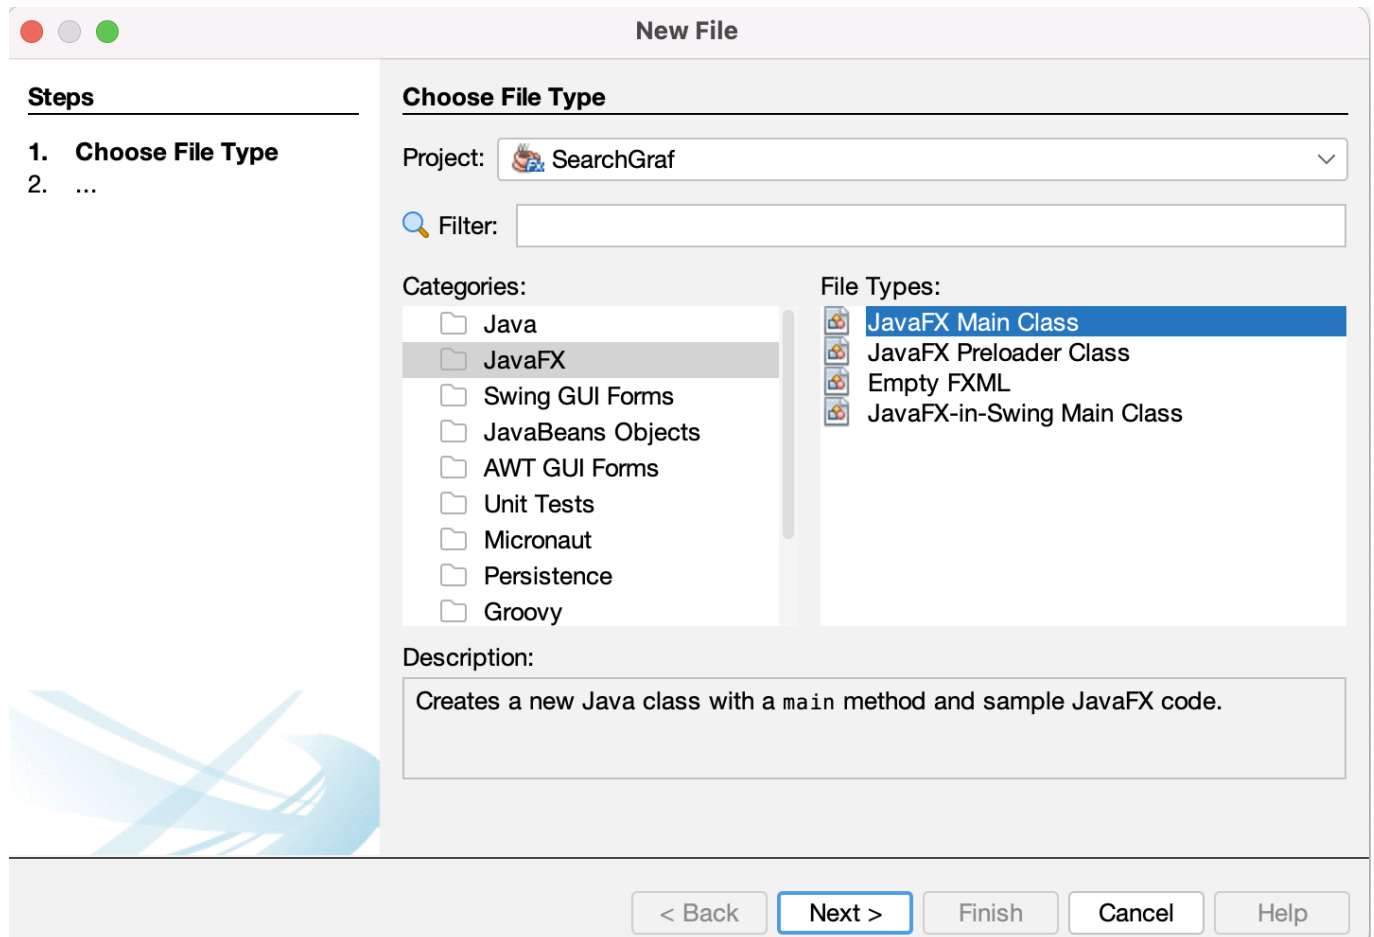 New File
Steps
1. Choose File Type
2. ...
Choose File Type
Project: SearchGraf
Filter:
Categories:
Java
JavaFX
Swing GUI Forms
JavaBeans Objects
AWT GUI Forms
Unit Tests
Micronaut
Persistence
Groovy
File Types:
JavaFX Main Class
JavaFX Preloader Class
Empty FXML
JavaFX-in-Swing Main Class
Description:
Creates a new Java class with a main method and sample JavaFX code.
< Back Next > Finish Cancel Help